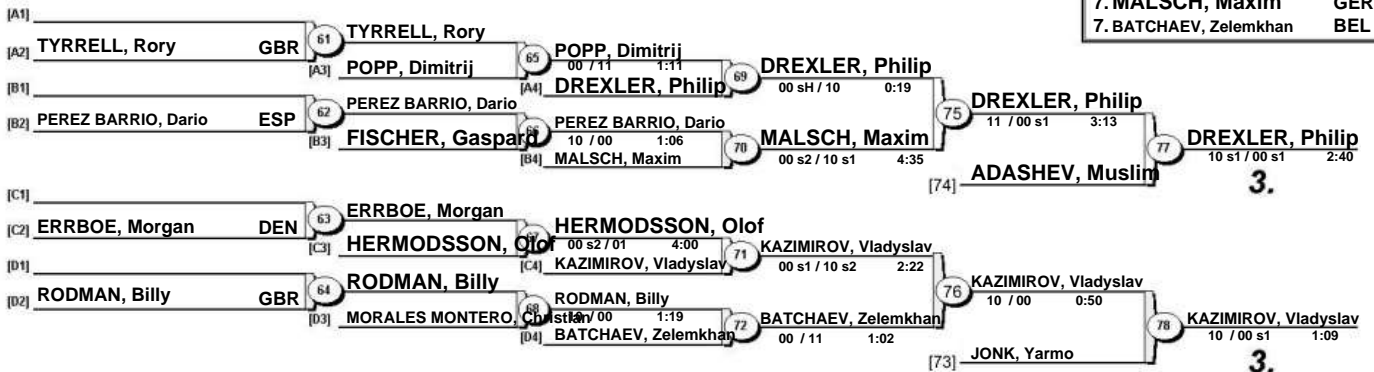 7. MALSCH, Maxim GER
7. BATCHAEV, Zelemkhan BEL
[A1]
[A2] TYRRELL, Rory GBR
61
TYRRELL, Rory
[A3] POPP, Dimitrij
65
POPP, Dimitrij
00 / 11 1:11
[A4] DREXLER, Philip
69
DREXLER, Philip
00 sH / 10 0:19
[B1]
[B2] PEREZ BARRIO, Dario ESP
62
PEREZ BARRIO, Dario
[B3] FISCHER, Gaspard
66
PEREZ BARRIO, Dario
10 / 00 1:06
[B4] MALSCH, Maxim
70
MALSCH, Maxim
00 s2 / 10 s1 4:35
75
DREXLER, Philip
11 / 00 s1 3:13
[74] ADASHEV, Muslim
77
DREXLER, Philip
10 s1 / 00 s1 2:40
3.
[C1]
[C2] ERRBOE, Morgan DEN
63
ERRBOE, Morgan
[C3] HERMODSSON, Olof
67
HERMODSSON, Olof
00 s2 / 01 4:00
[C4] KAZIMIROV, Vladyslav
71
KAZIMIROV, Vladyslav
00 s1 / 10 s2 2:22
[D1]
[D2] RODMAN, Billy GBR
64
RODMAN, Billy
[D3] MORALES MONTERO, Christian
68
RODMAN, Billy
/ 00 1:19
[D4] BATCHAEV, Zelemkhan
72
BATCHAEV, Zelemkhan
00 / 11 1:02
76
KAZIMIROV, Vladyslav
10 / 00 0:50
[73] JONK, Yarmo
78
KAZIMIROV, Vladyslav
10 / 00 s1 1:09
3.